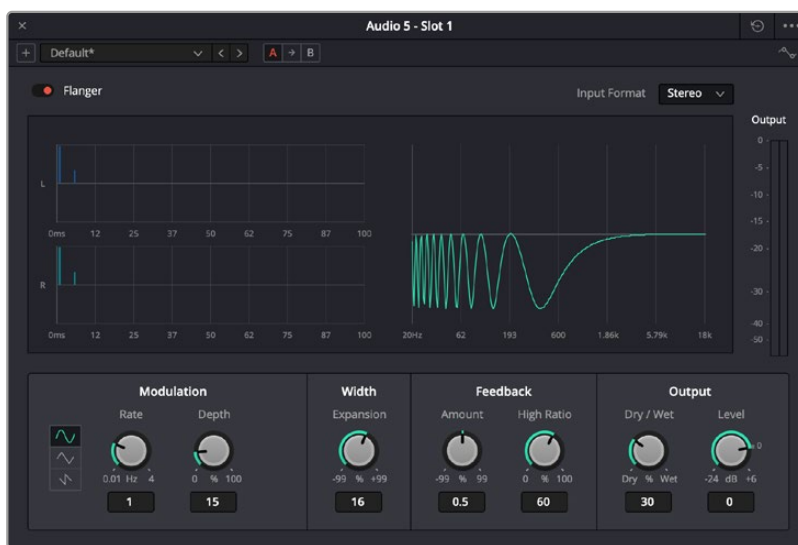 Audio 5 - Slot 1
Default*
A B
Flanger
Input Format Stereo
Output
L
0ms 12 25 37 50 62 75 87 100
R
0ms 12 25 37 50 62 75 87 100
20Hz 62 193 600 1.86k 5.79k 18k
0
-5
-10
-15
-20
-30
-40
-50
Modulation Width Feedback Output
Rate Depth Expansion Amount High Ratio Dry / Wet Level
0
0.01 Hz 4 0 % 100 -99 % +99 -99 % 99 0 % 100 Dry % Wet -24 dB +6
1 15 16 0.5 60 30 0